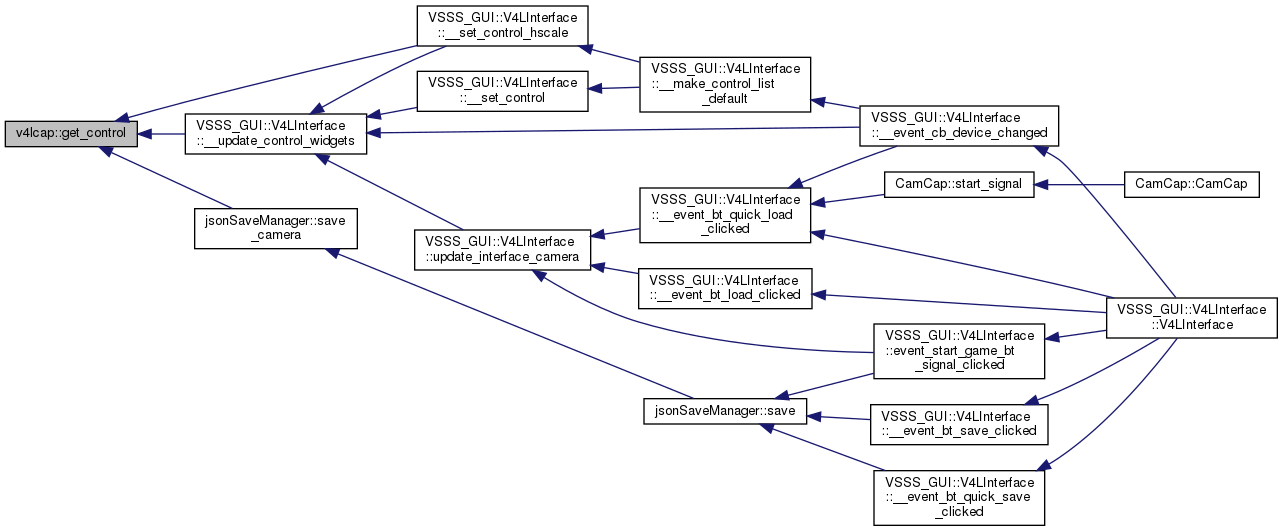 v4lcap::get_control
VSSS_GUI::V4LInterface
::__set_control_hscale
VSSS_GUI::V4LInterface
::__update_control_widgets
jsonSaveManager::save
_camera
VSSS_GUI::V4LInterface
::__set_control
VSSS_GUI::V4LInterface
::update_interface_camera
VSSS_GUI::V4LInterface
::__make_control_list
_default
VSSS_GUI::V4LInterface
::__event_bt_quick_load
_clicked
VSSS_GUI::V4LInterface
::__event_bt_load_clicked
jsonSaveManager::save
VSSS_GUI::V4LInterface
::__event_cb_device_changed
CamCap::start_signal
VSSS_GUI::V4LInterface
::event_start_game_bt
_signal_clicked
VSSS_GUI::V4LInterface
::__event_bt_save_clicked
VSSS_GUI::V4LInterface
::__event_bt_quick_save
_clicked
CamCap::CamCap
VSSS_GUI::V4LInterface
::V4LInterface